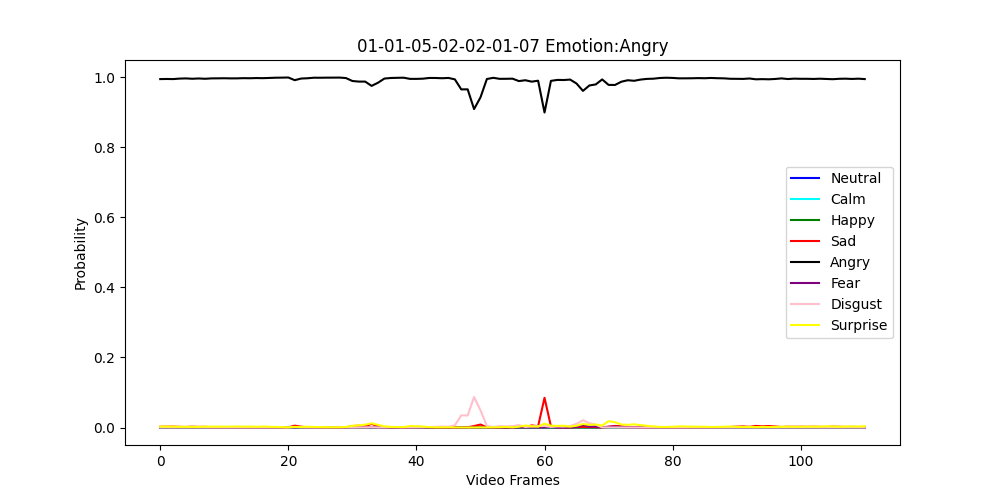 01-01-05-02-02-01-07 Emotion:Angry
1.0
0.8
0.6
0.4
0.2
0.0
Probability
0 20 40 60 80 100
Video Frames
Neutral
Calm
Happy
Sad
Angry
Fear
Disgust
Surprise